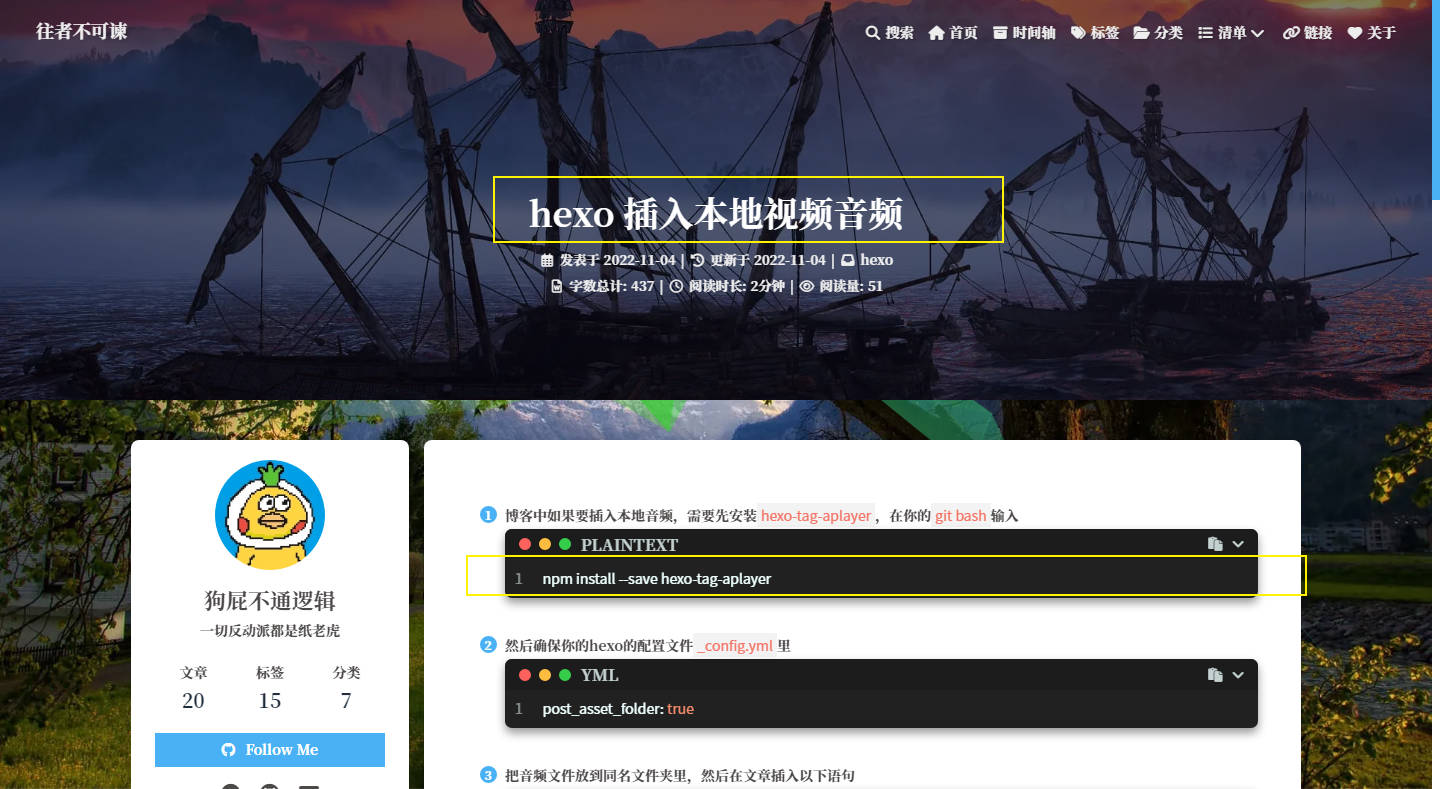 往者不可谏
搜索 首页 时间轴 标签 分类 清单 链接 关于
hexo 插入本地视频音频
发表于 2022-11-04 | 更新于 2022-11-04 | hexo
字数总计: 437 | 阅读时长: 2分钟 | 阅读量: 51
狗屁不通逻辑
一切反动派都是纸老虎
文章 标签 分类
20 15 7
Follow Me
1 博客中如果要插入本地音频，需要先安装 hexo-tag-aplayer ，在你的 git bash 输入
PLAINTEXT
1 npm install --save hexo-tag-aplayer
2 然后确保你的hexo的配置文件 _config.yml 里
YML
1 post_asset_folder: true
3 把音频文件放到同名文件夹里，然后在文章插入以下语句